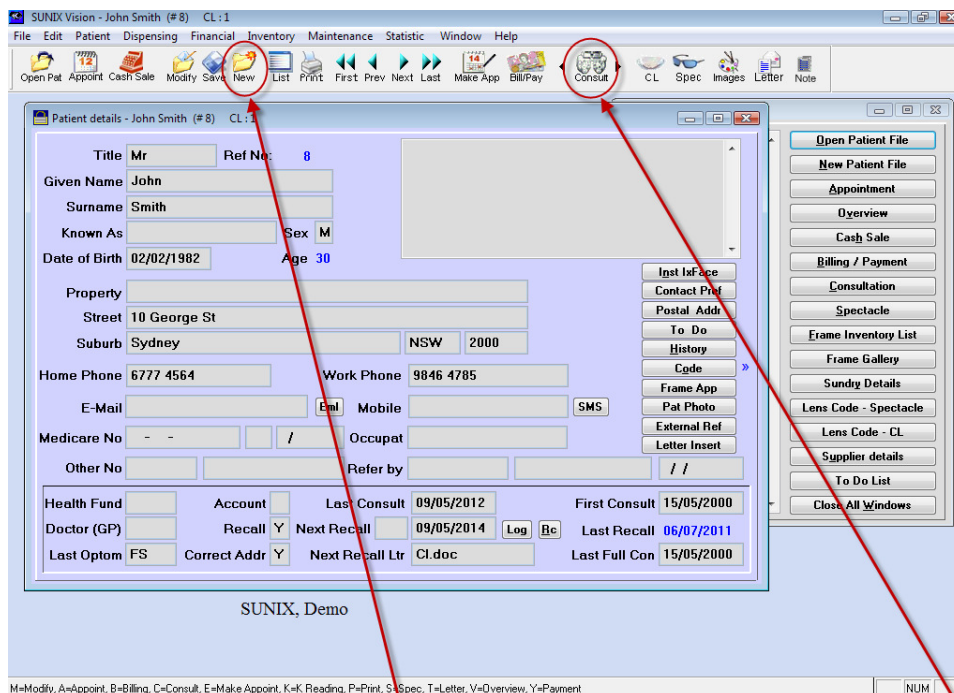 SUNIX Vision - John Smith (# 8) CL : 1
File Edit Patient Dispensing Financial Inventory Maintenance Statistic Window Help
Open Pat Appoint Cash Sale Modify Save New List Print First Prev Next Last Make App Bill/Pay Consult CL Spec Images Letter Note
Patient details - John Smith (# 8) CL : 1
Title Mr Ref No: 8
Given Name John
Surname Smith
Known As Sex M
Date of Birth 02/02/1982 Age 30
Property
Street 10 George St
Suburb Sydney NSW 2000
Home Phone 6777 4564 Work Phone 9846 4785
E-Mail Eml Mobile SMS
Medicare No - - / Occupat
Other No Refer by / /
Inst IxFace
Contact Pref
Postal Addr
To Do
History
Code »
Frame App
Pat Photo
External Ref
Letter Insert
Health Fund Account Last Consult 09/05/2012 First Consult 15/05/2000
Doctor (GP) Recall Y Next Recall 09/05/2014 Log Rc Last Recall 06/07/2011
Last Optom FS Correct Addr Y Next Recall Ltr Cl.doc Last Full Con 15/05/2000
Open Patient File
New Patient File
Appointment
Overview
Cash Sale
Billing / Payment
Consultation
Spectacle
Frame Inventory List
Frame Gallery
Sundry Details
Lens Code - Spectacle
Lens Code - CL
Supplier details
To Do List
Close All Windows
SUNIX, Demo
M=Modify, A=Appoint, B=Billing, C=Consult, E=Make Appoint, K=K Reading, P=Print, S=Spec, T=Letter, V=Overview, Y=Payment NUM